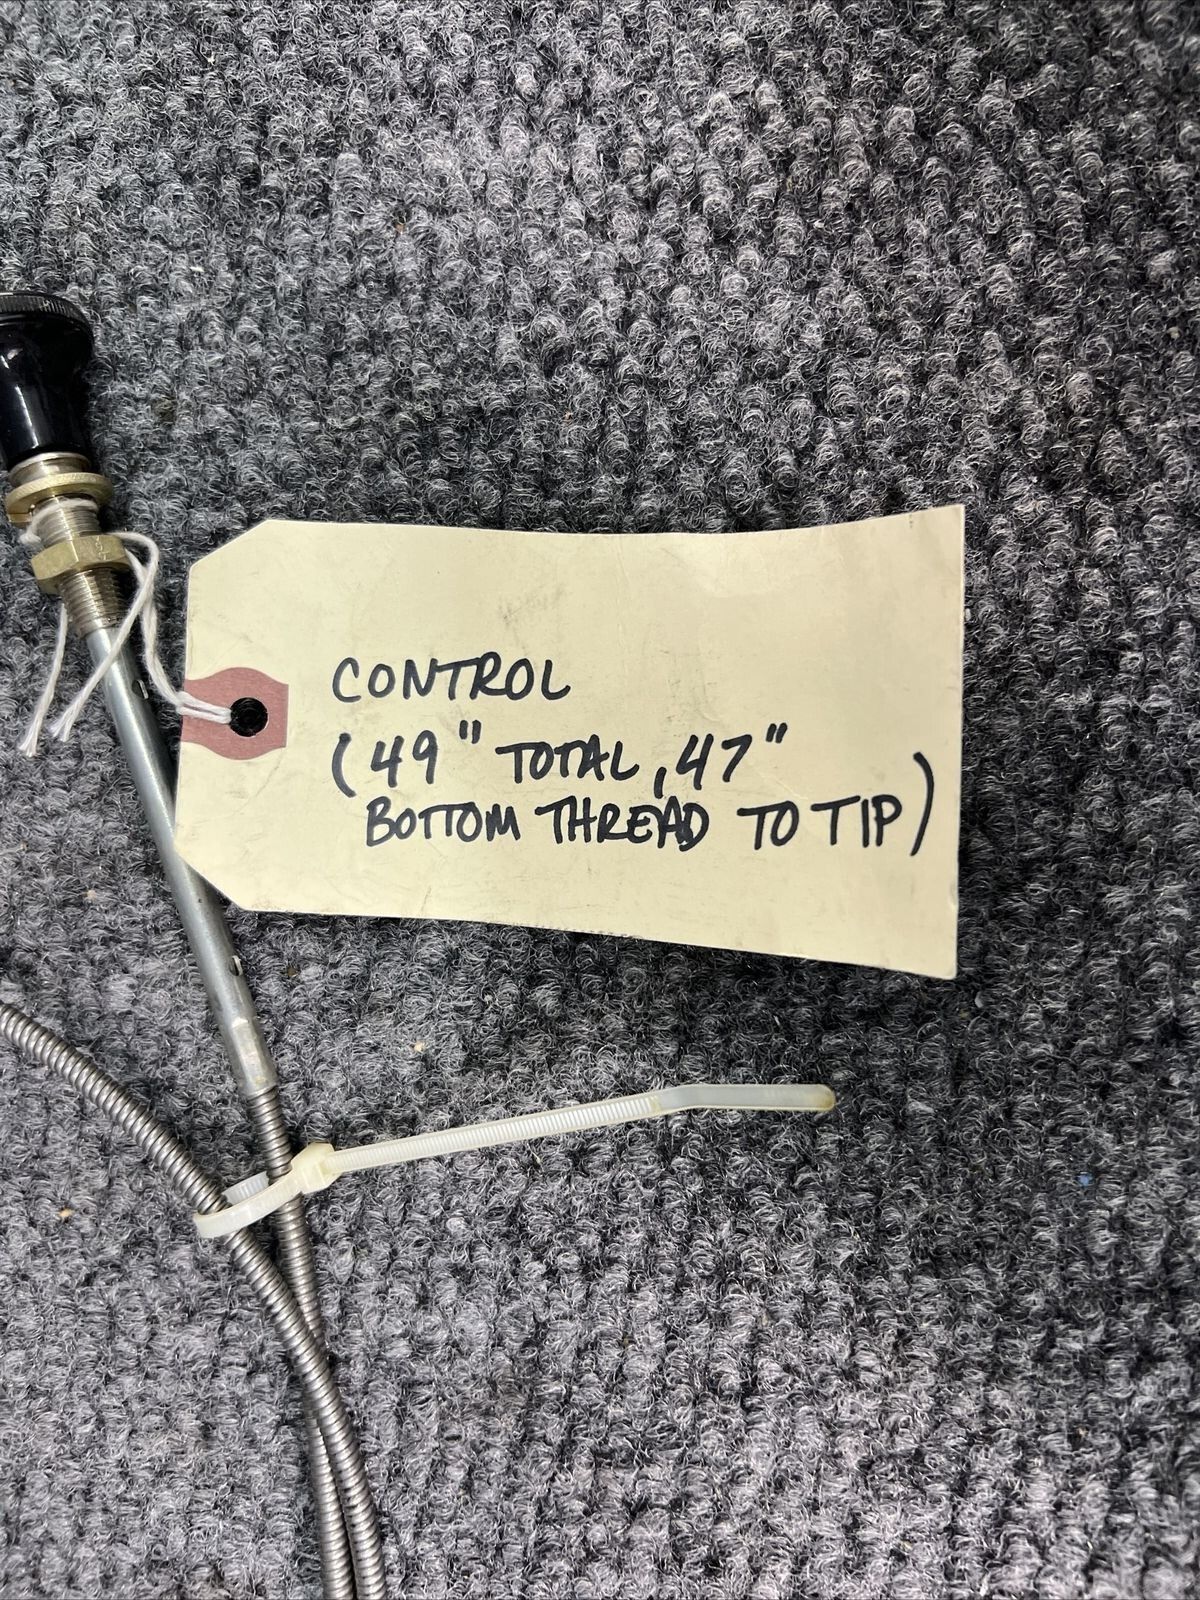 CONTROL
(49" TOTAL, 47"
BOTTOM THREAD TO TIP)